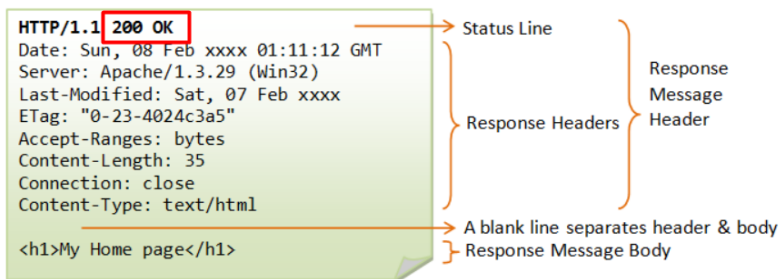 HTTP/1.1 200 OK
Date: Sun, 08 Feb xxxx 01:11:12 GMT
Server: Apache/1.3.29 (Win32)
Last-Modified: Sat, 07 Feb xxxx
ETag: "0-23-4024c3a5"
Accept-Ranges: bytes
Content-Length: 35
Connection: close
Content-Type: text/html
<h1>My Home page</h1>
Status Line
Response Headers
A blank line separates header & body
Response Message Body
Response
Message
Header